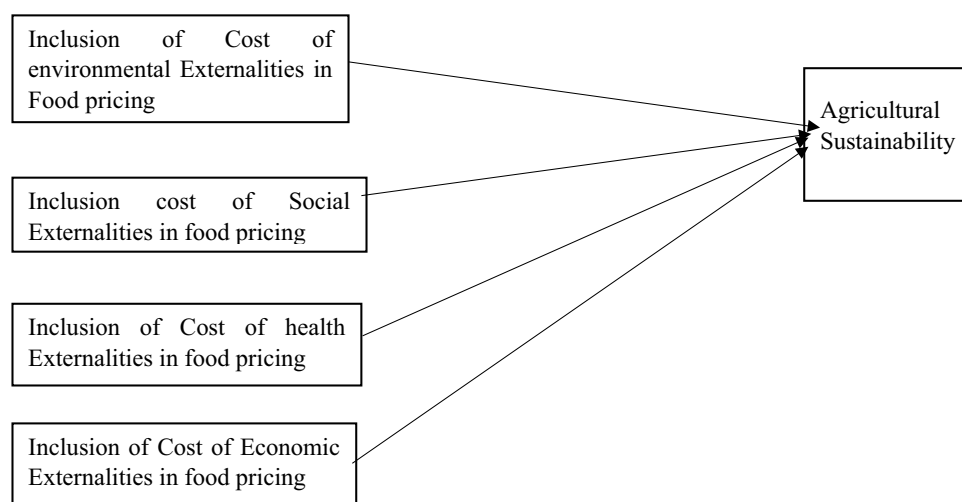 Inclusion of Cost of
environmental Externalities in
Food pricing
Agricultural
Sustainability
Inclusion cost of Social
Externalities in food pricing
Inclusion of Cost of health
Externalities in food pricing
Inclusion of Cost of Economic
Externalities in food pricing